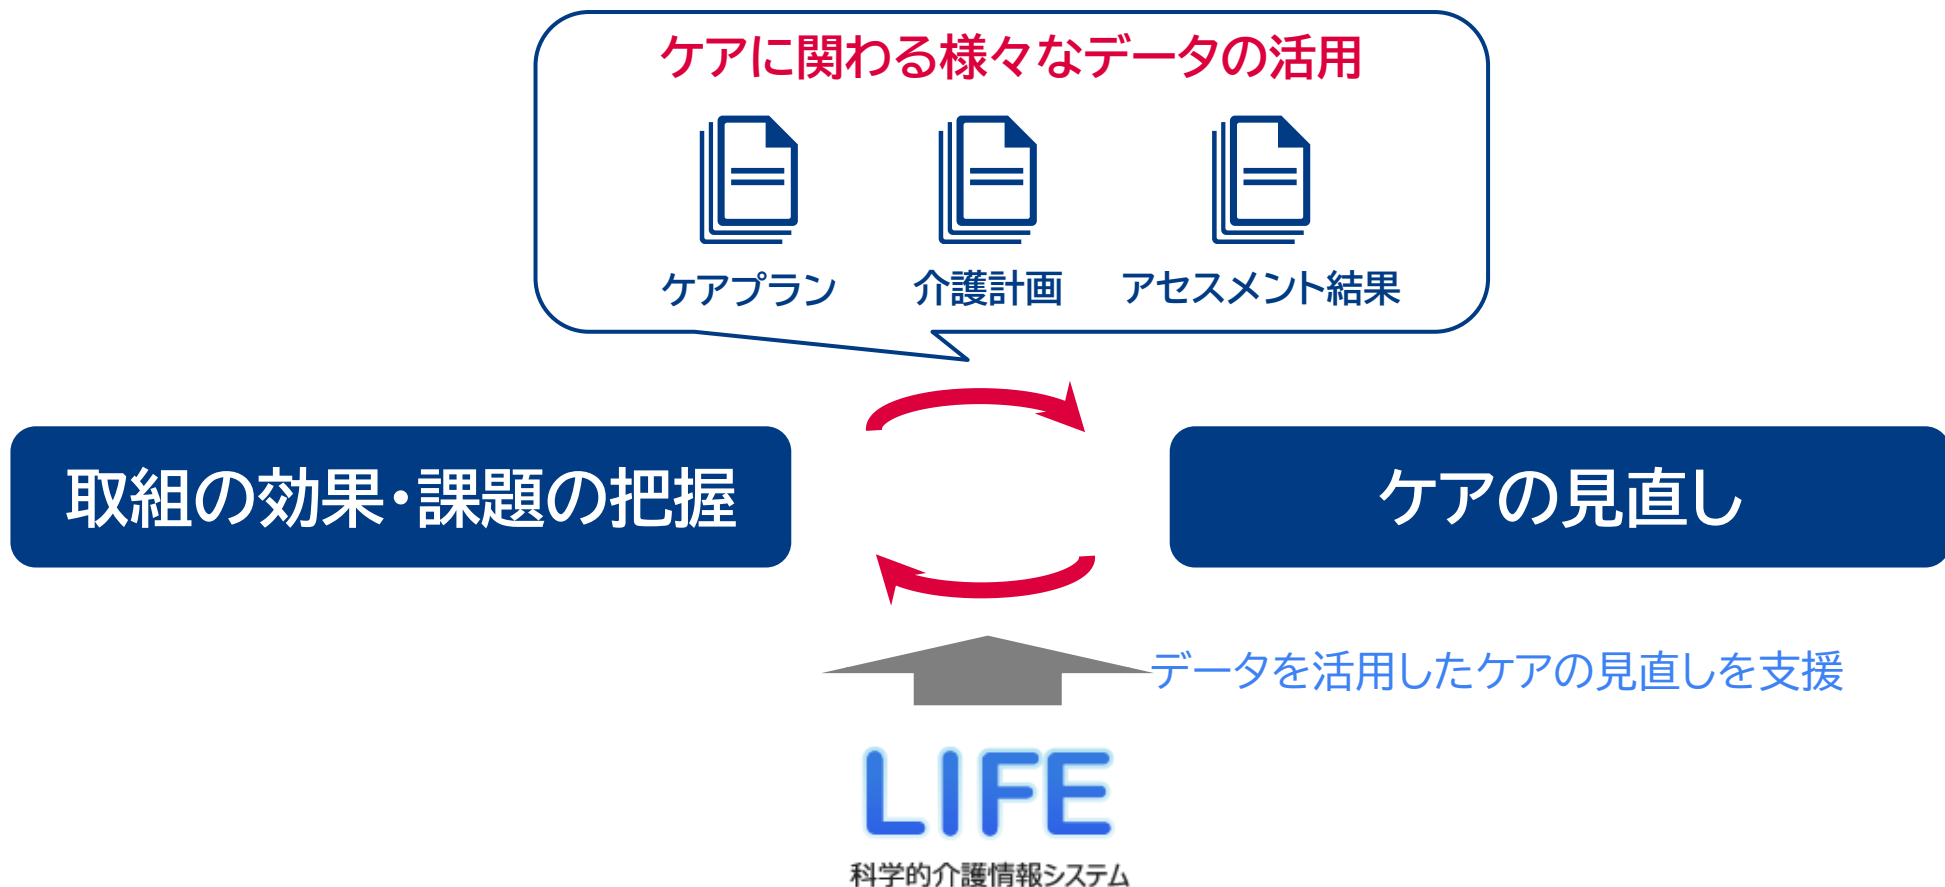 ケアに関わる様々なデータの活用
ケアプラン
介護計画
アセスメント結果
取組の効果・課題の把握
ケアの見直し
データを活用したケアの見直しを支援
LIFE
科学的介護情報システム